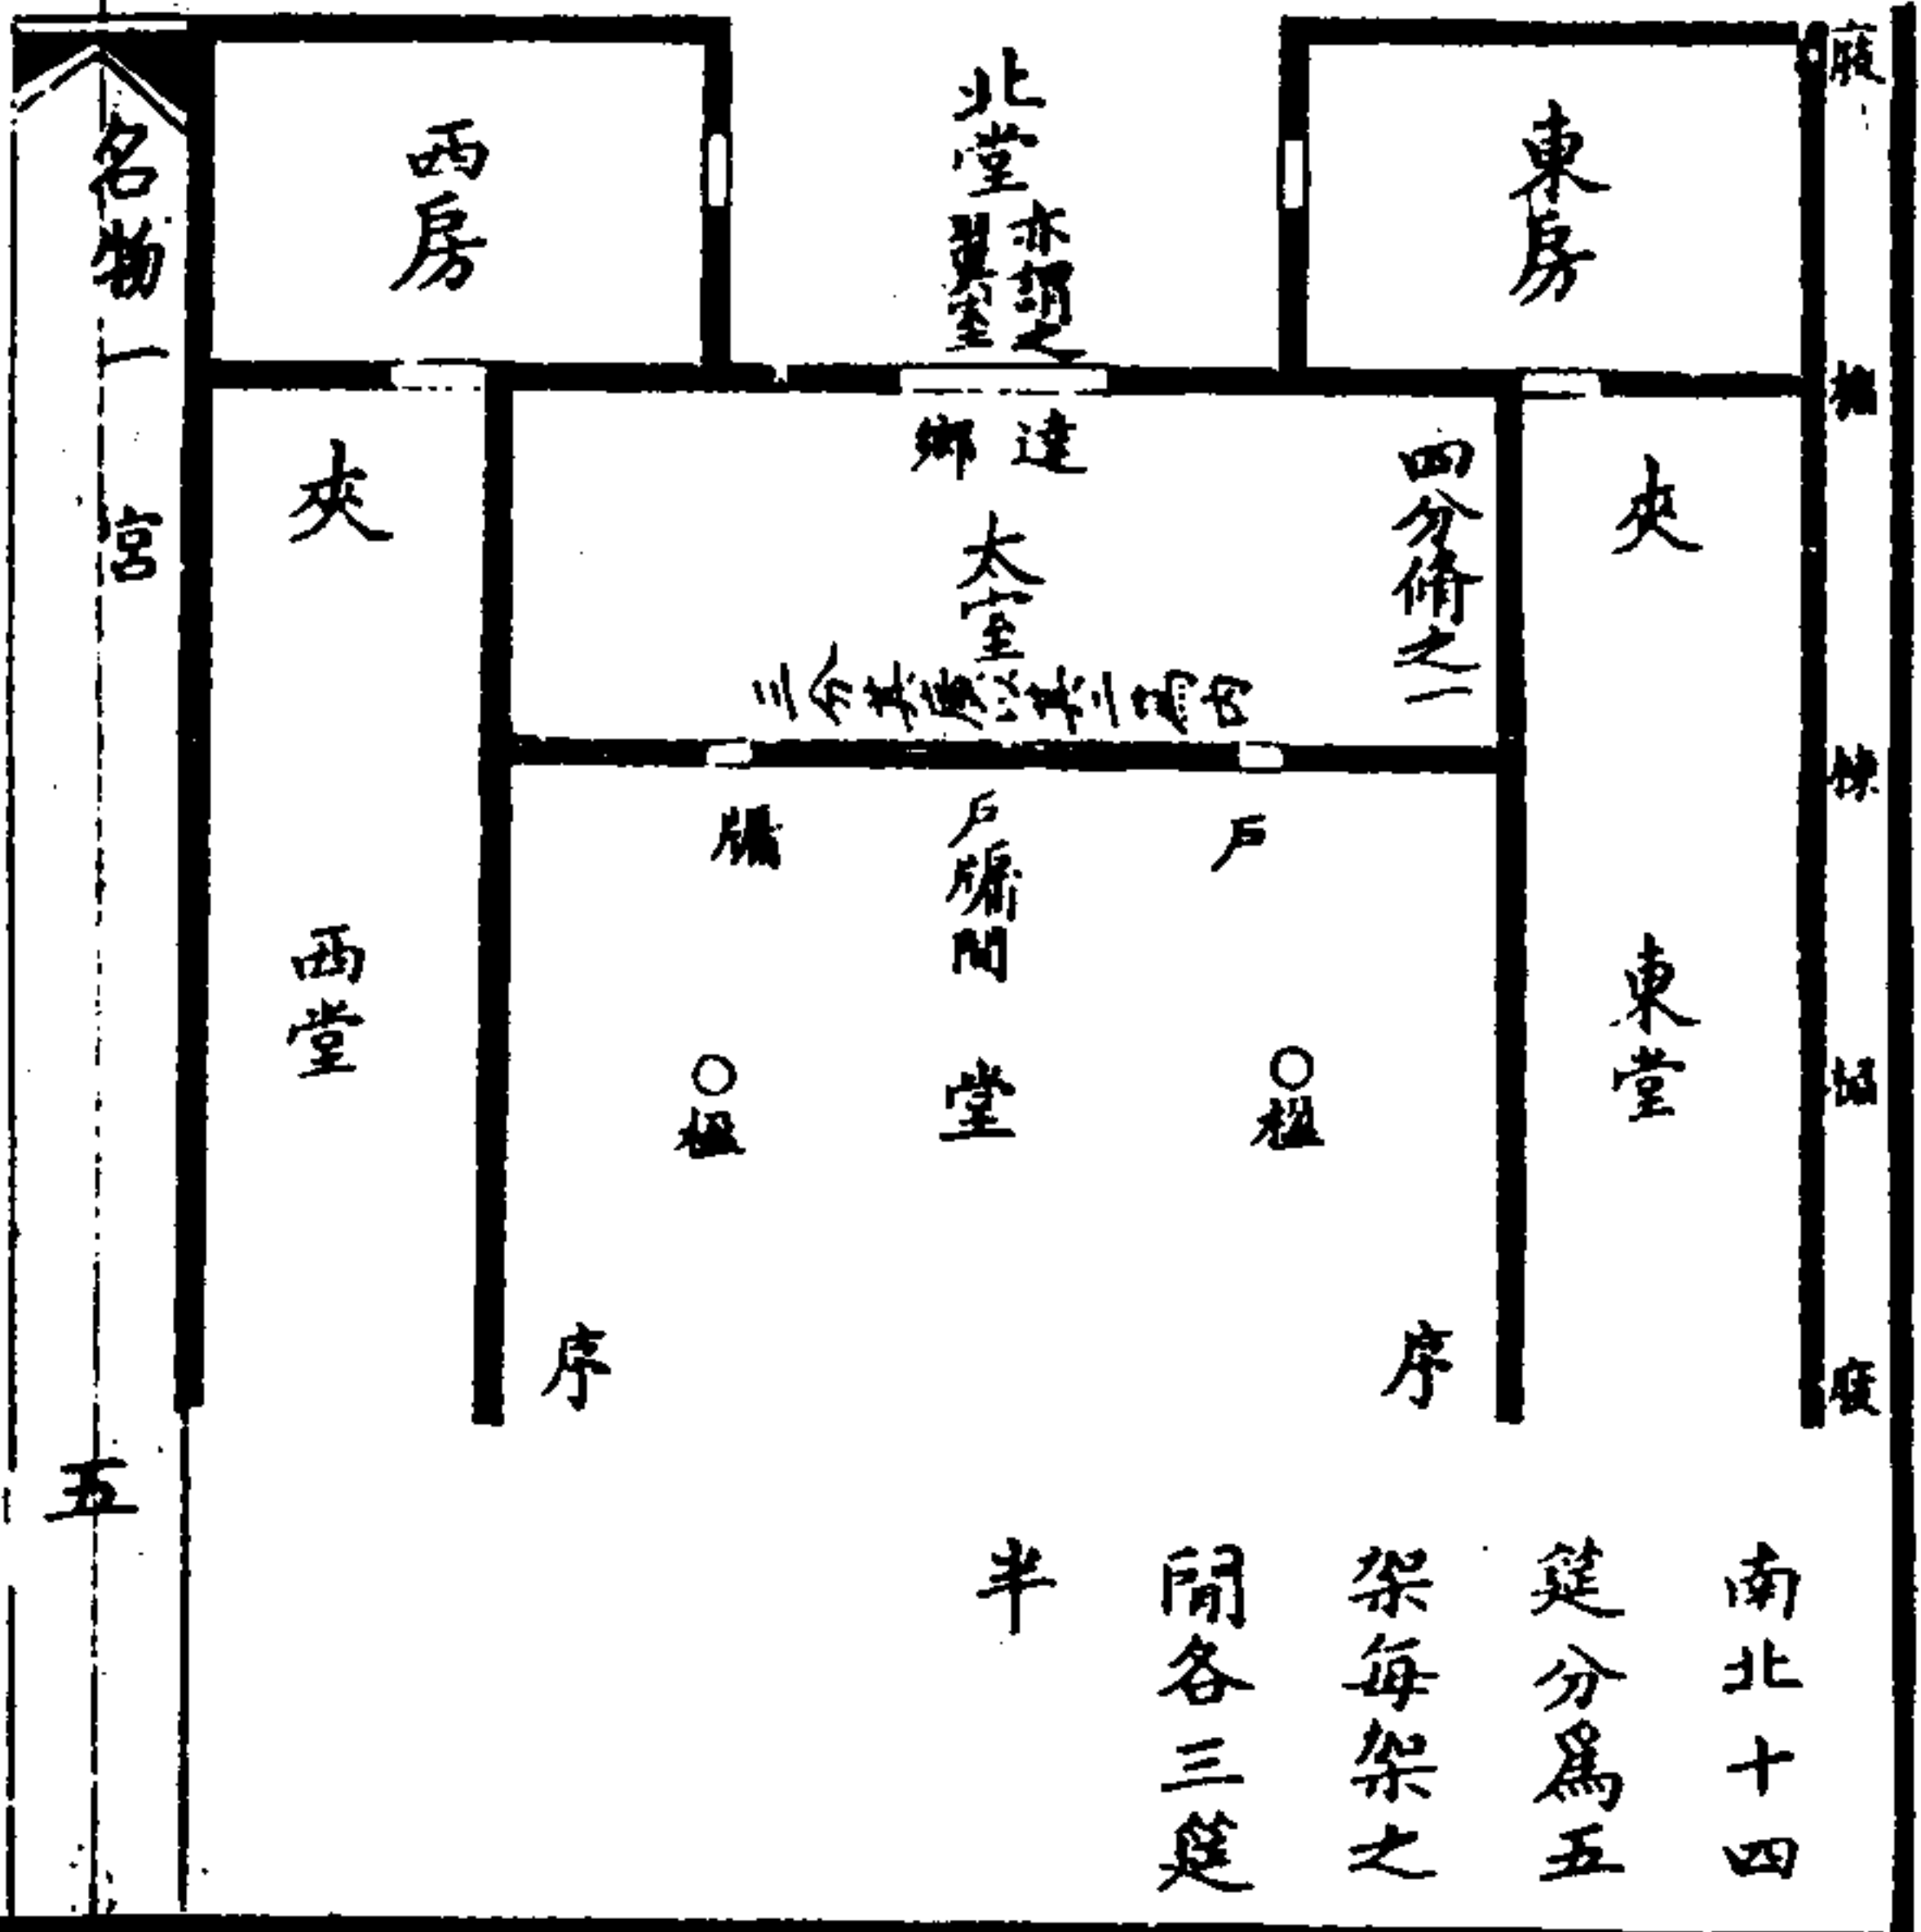 東房
北堂
亦謂之
翼室
西房
夾
四分脩之一
達
鄉
太室
夾
戶
戶牖間
牖
東堂
堂
西堂
序
序
南北十四
筵分爲五
架每架之
間各三筵
半
棟
庪
名物一
宮
五